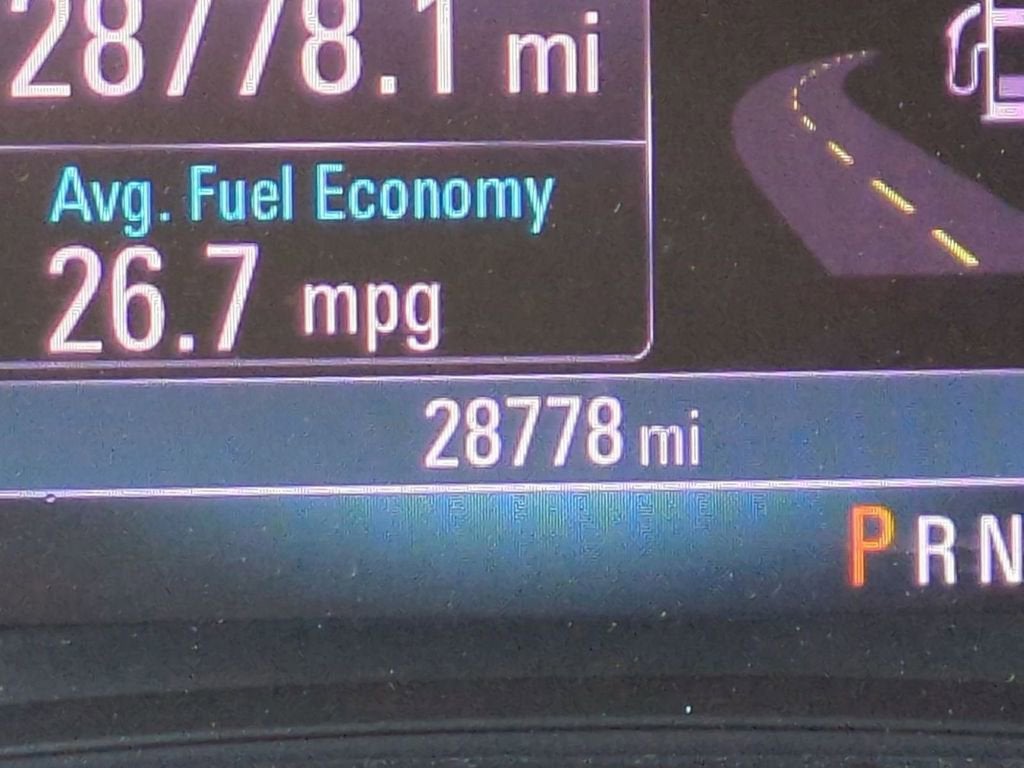 28778.1 mi
Avg. Fuel Economy
26.7 mpg
28778 mi
P R N